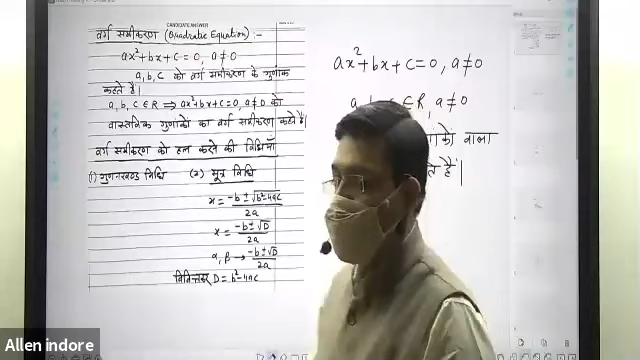 CANDIDATE ANSWER
वर्ग समीकरण (Quadratic Equation) :-
ax²+bx+c=0, a≠0
a, b, c को वर्ग समीकरण के गुणांक
कहते है।
a, b, c ∈ R ⇒ ax²+bx+c=0, a≠0 को
वास्तविक गुणांको का वर्ग समीकरण कहते है।
वर्ग समीकरण को हल करने की विधियाँ
(1) गुणनखण्ड विधि (2) सूत्र विधि
x = -b ± √b²-4ac / 2a
x = -b ± √D / 2a
α, β → -b ± √D / 2a
विविक्तकर D = b²-4ac
ax²+bx+c=0, a≠0
∈ R, a≠0
वाला
है।
Allen indore